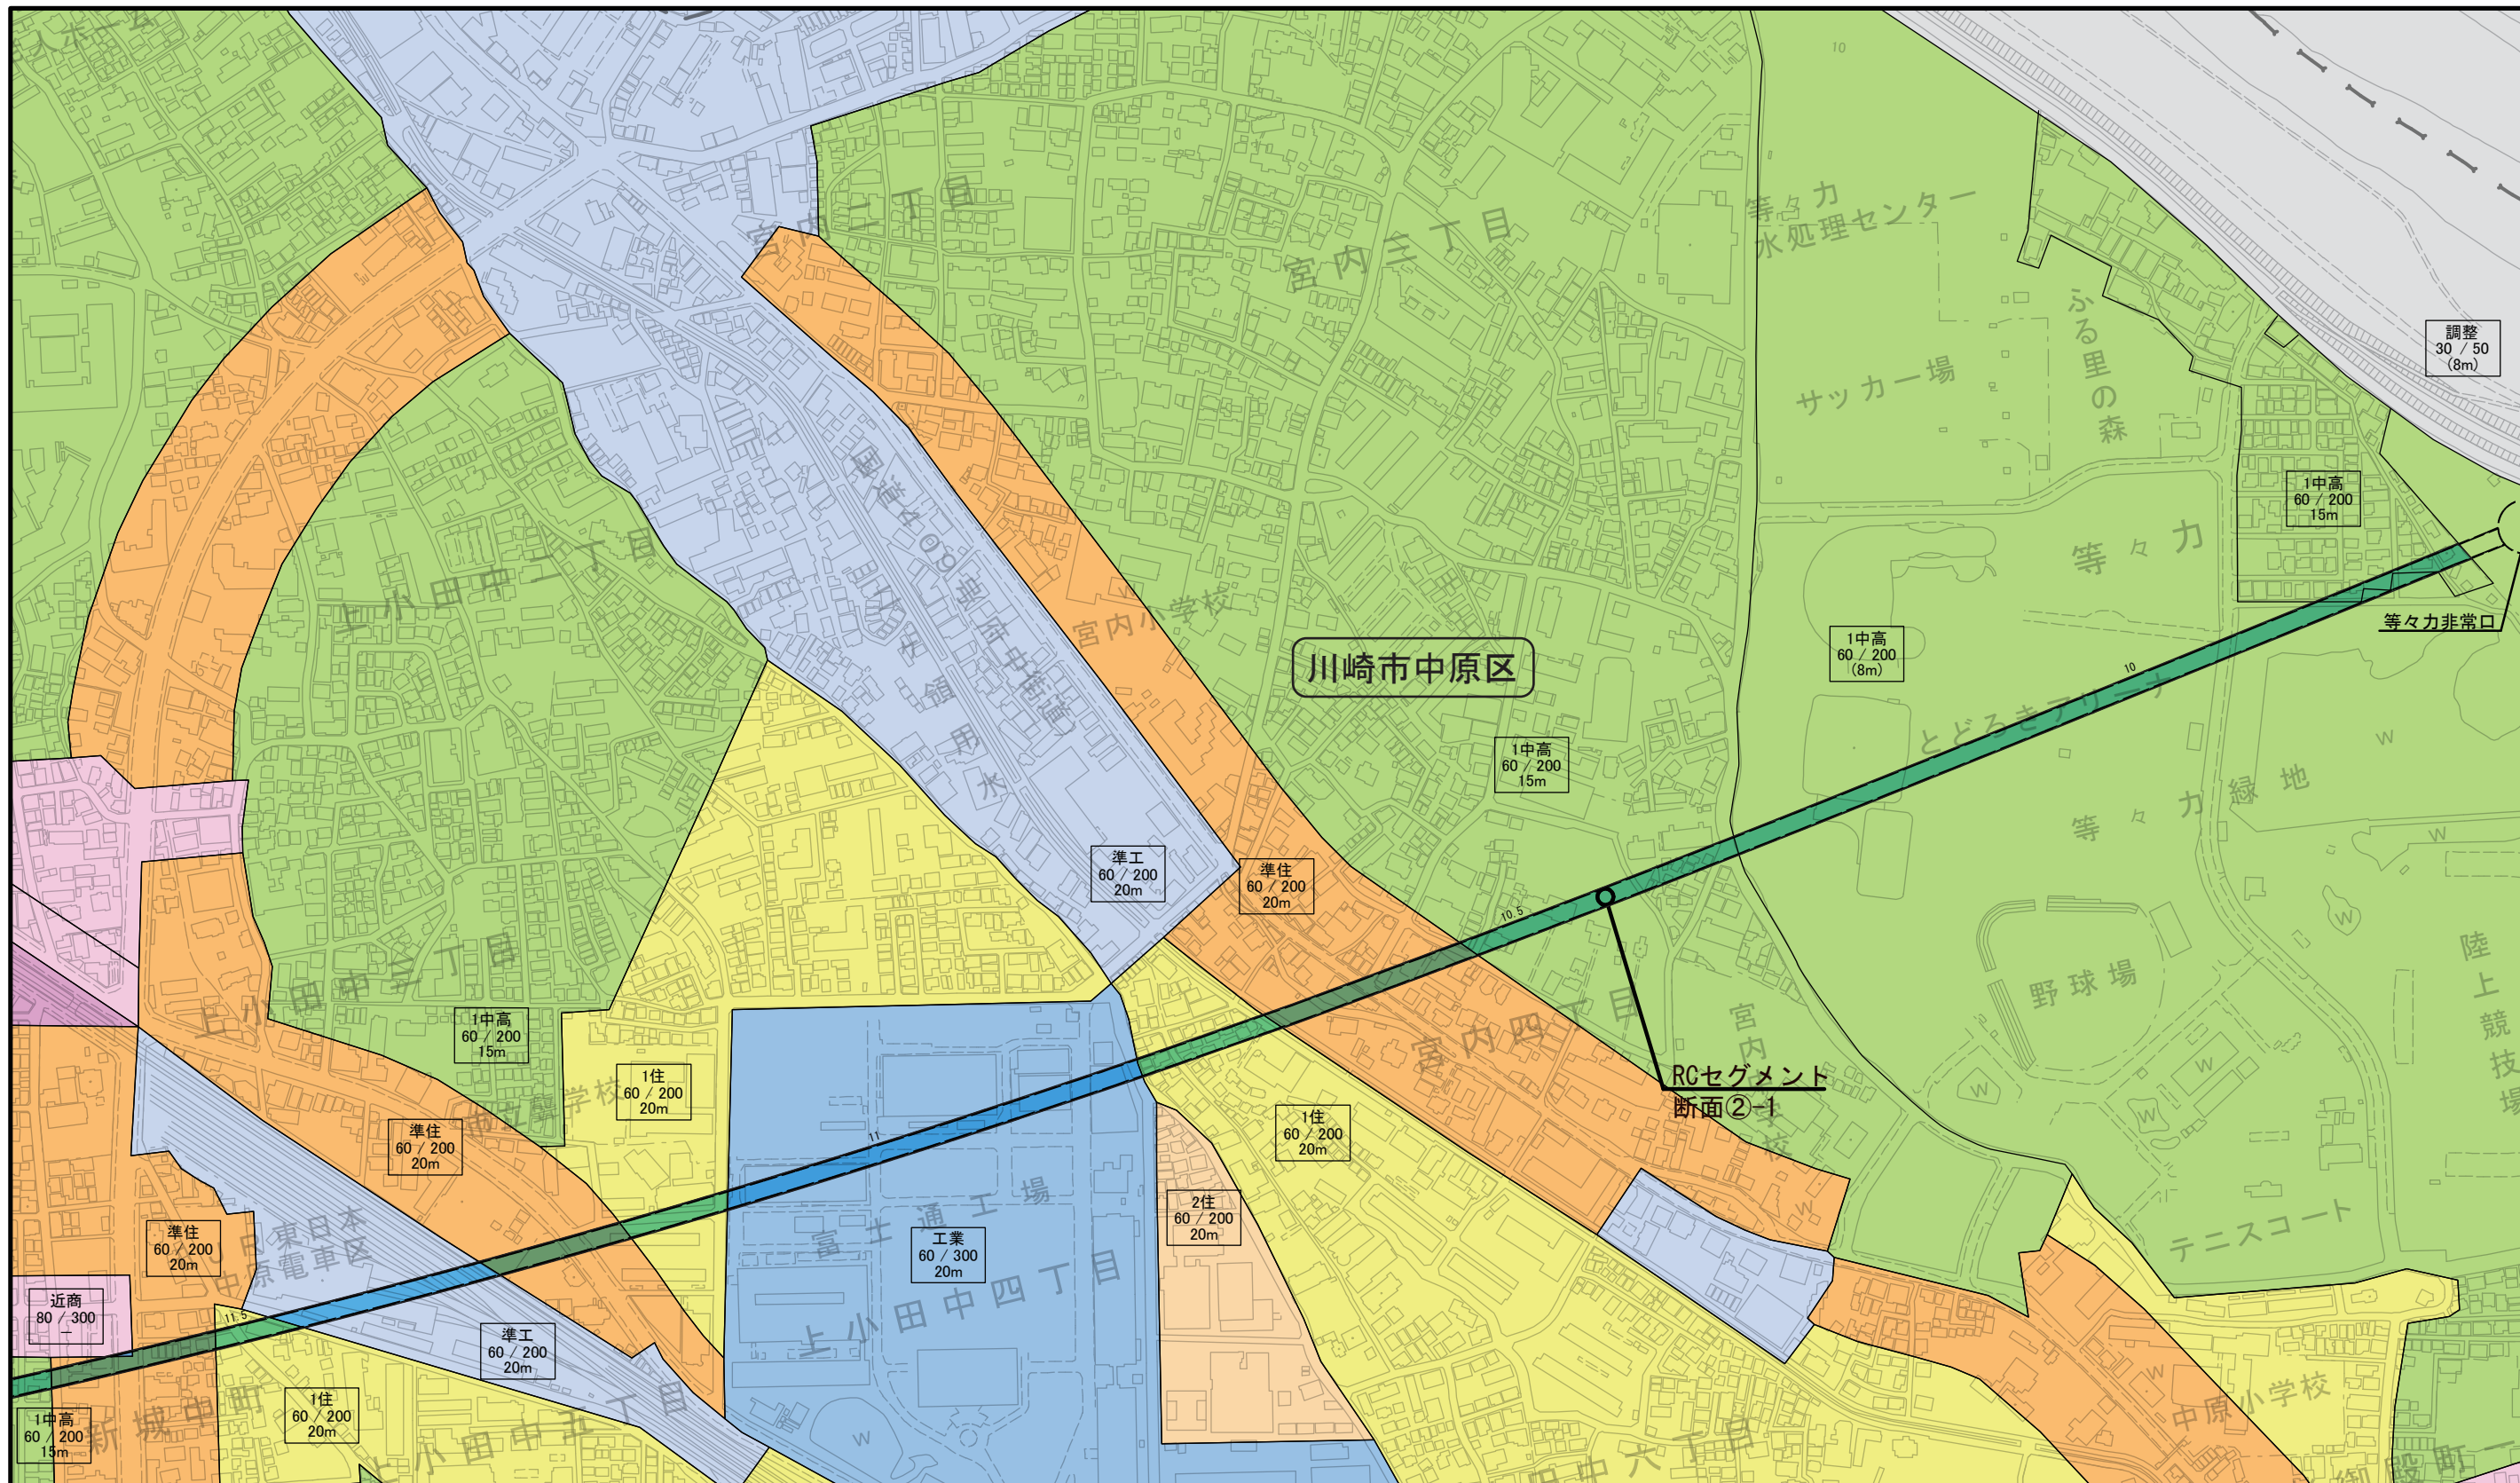 宮内二丁目
宮内三丁目
等々力
水処理センター
10
ふる里の森
サッカー場
調整
30 / 50
(8m)
1中高
60 / 200
15m
等々力
等々力非常口
上小田中二丁目
国道409号(府中街道)
二ケ領用水
宮内小学校
川崎市中原区
1中高
60 / 200
(8m)
10
とどろきアリーナ
1中高
60 / 200
15m
等々力緑地
W
W
W
準工
60 / 200
20m
準住
60 / 200
20m
10.5
陸上競技場
野球場
上小田中三丁目
1中高
60 / 200
15m
1住
60 / 200
20m
宮内四丁目
宮内中学校
RCセグメント
断面②-1
W
W
W
準住
60 / 200
20m
11
1住
60 / 200
20m
2住
60 / 200
20m
富士通工場
工業
60 / 300
20m
上小田中四丁目
W
テニスコート
準住
60 / 200
20m
JR東日本
中原電車区
近商
80 / 300
―
11.5
準工
60 / 200
20m
1住
60 / 200
20m
1中高
60 / 200
15m
新城中町
上小田中五丁目
W
田中六丁目
W
W
中原小学校